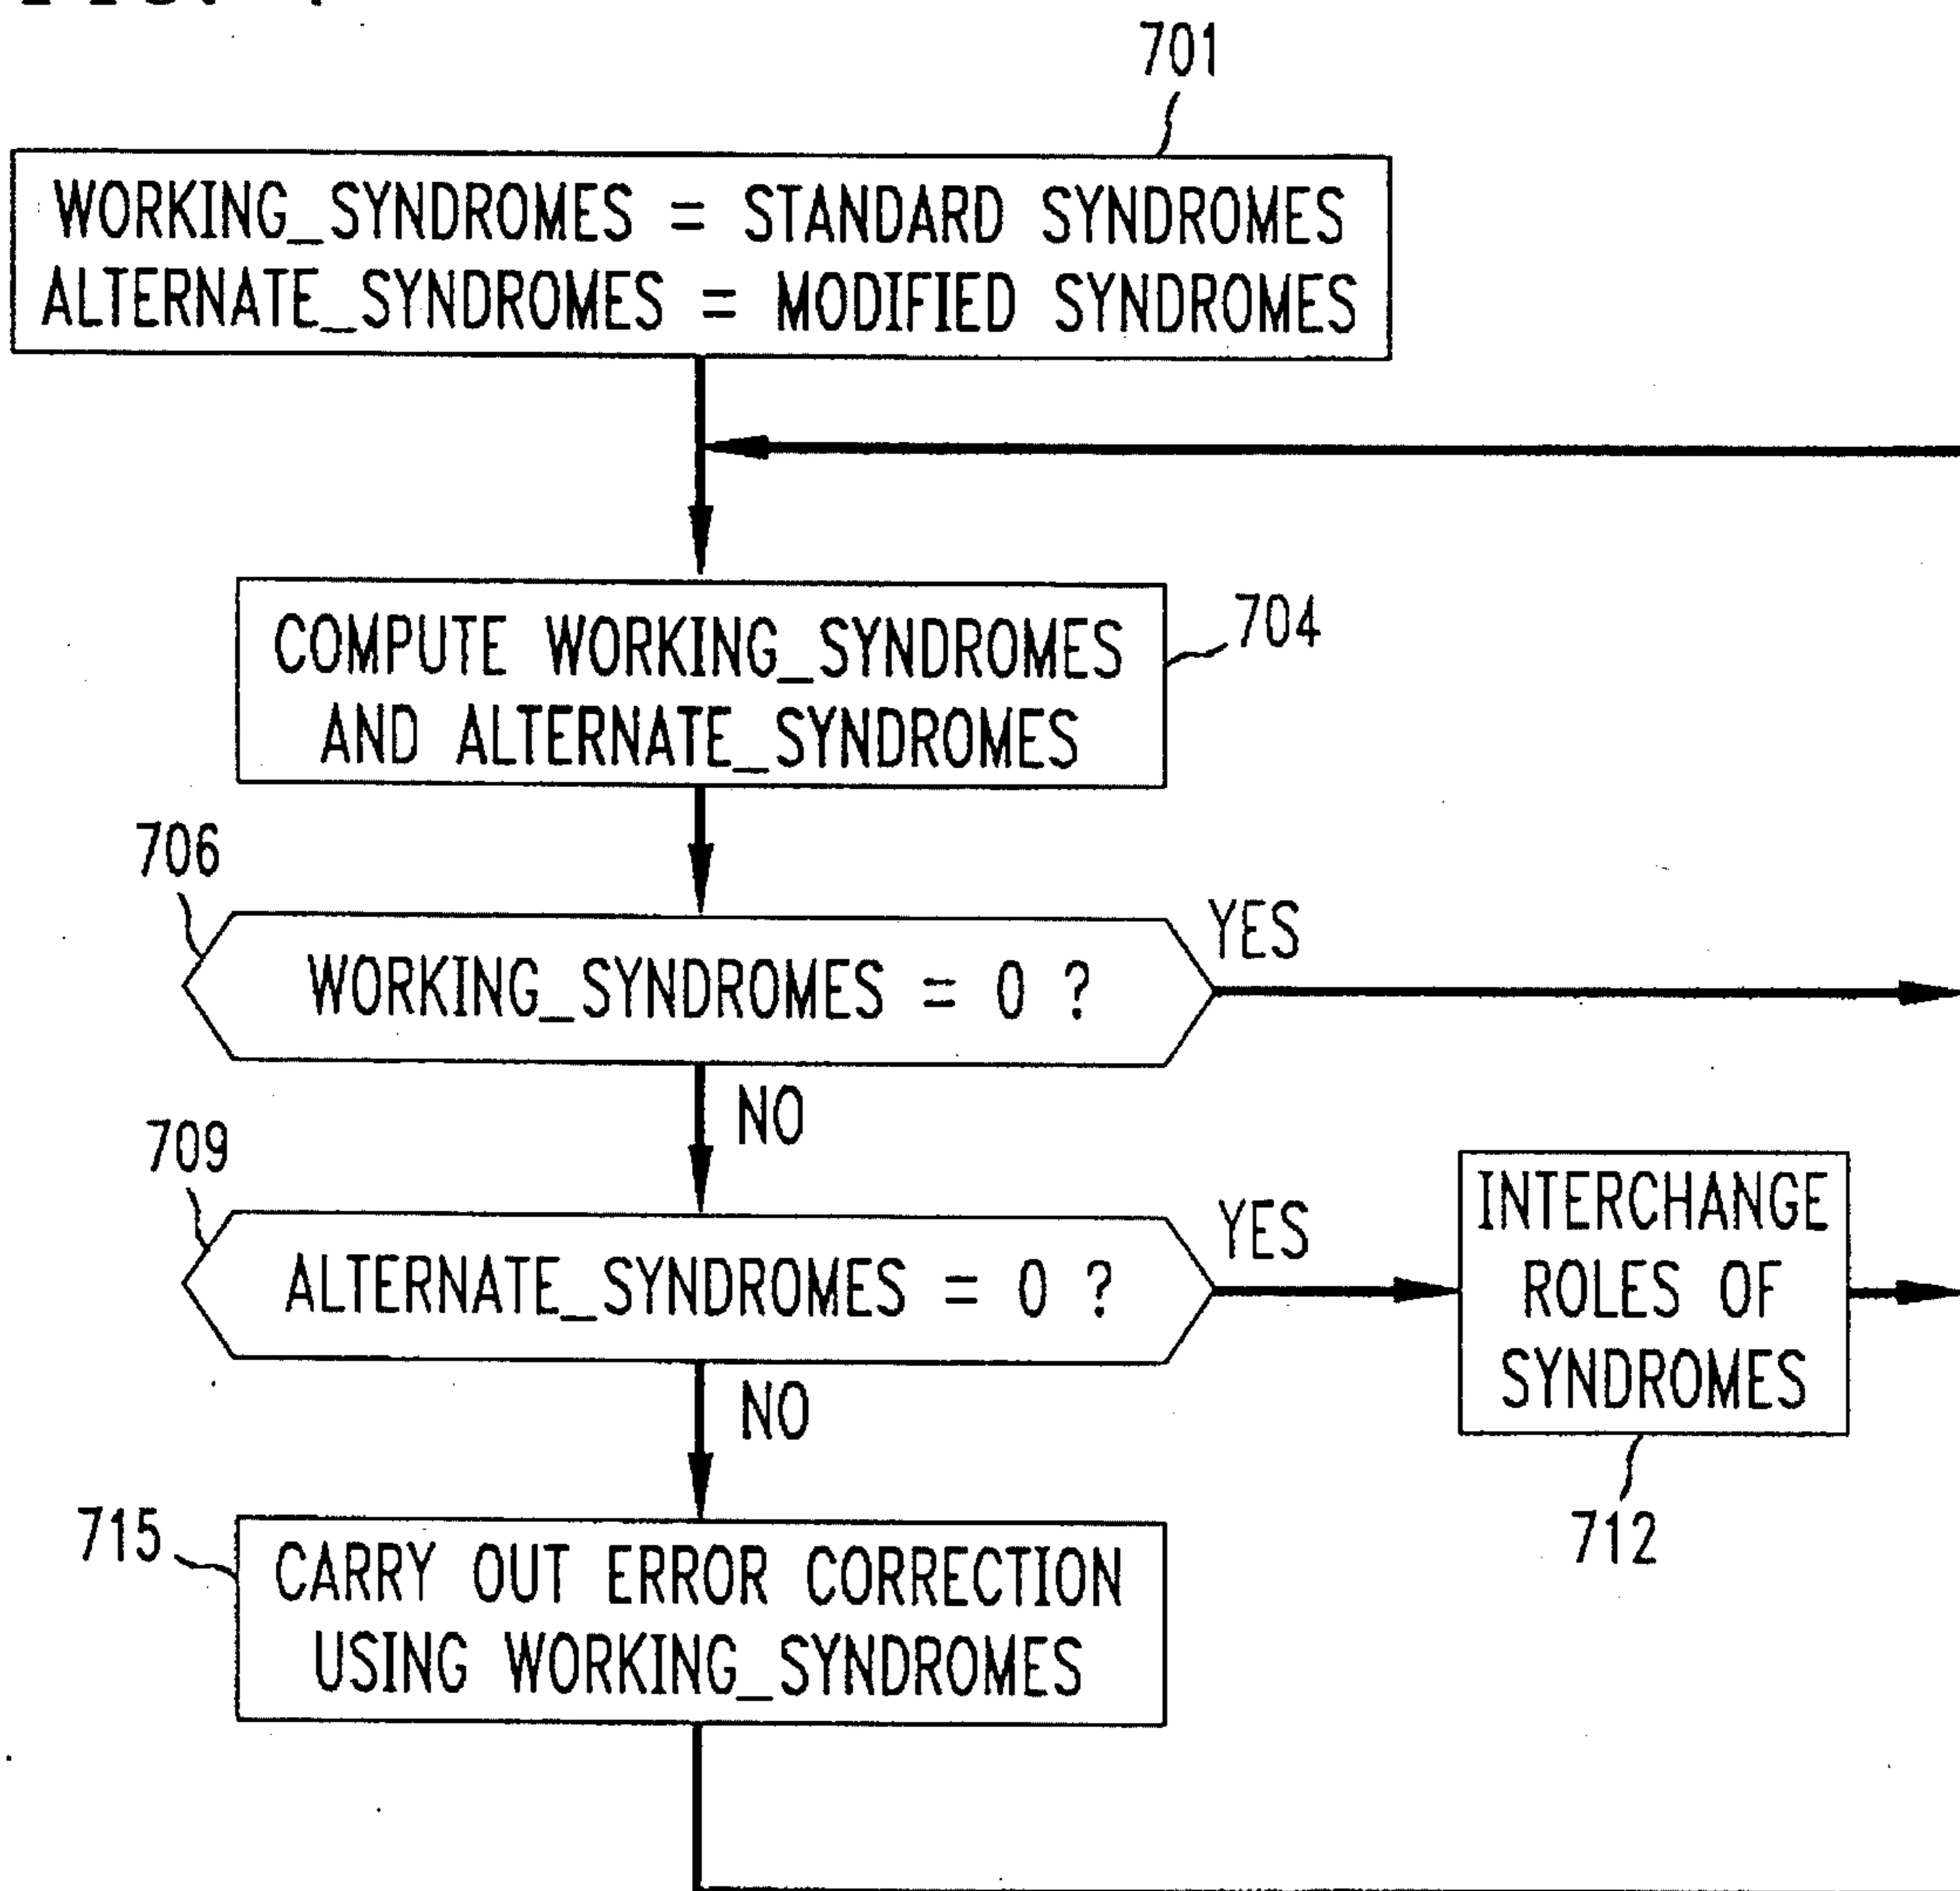 701
WORKING_SYNDROMES = STANDARD SYNDROMES
ALTERNATE_SYNDROMES = MODIFIED SYNDROMES
COMPUTE WORKING_SYNDROMES
AND ALTERNATE_SYNDROMES
704
706
WORKING_SYNDROMES = 0 ?
YES
NO
709
ALTERNATE_SYNDROMES = 0 ?
YES
INTERCHANGE
ROLES OF
SYNDROMES
712
NO
715
CARRY OUT ERROR CORRECTION
USING WORKING_SYNDROMES